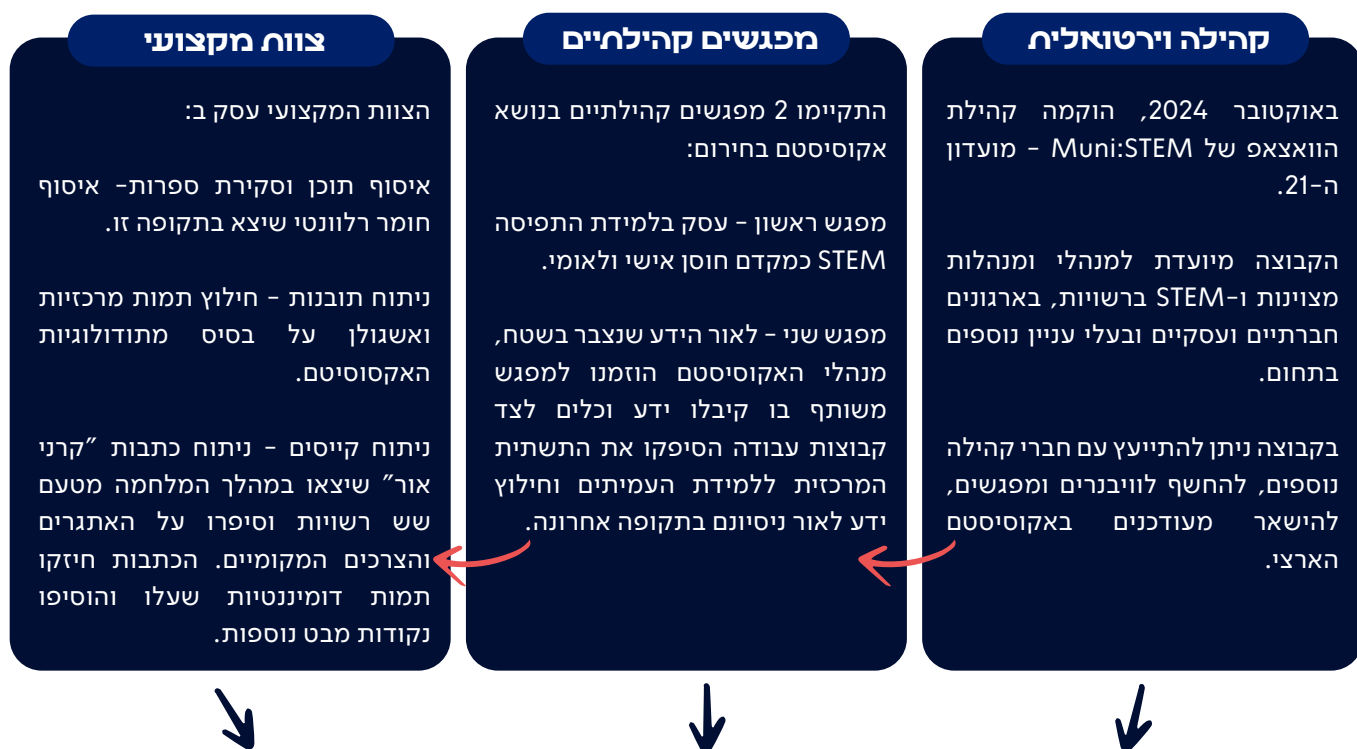 קהילה וירטואלית
באוקטובר 2024, הוקמה קהילת
הוואצאפ של Muni:STEM - מועדון
ה-21.
הקבוצה מיועדת למנהלי ומנהלות
מצוינות ו-STEM ברשויות, בארגונים
חברתיים ועסקיים ובעלי עניין נוספים
בתחום.
בקבוצה ניתן להתייעץ עם חברי קהילה
נוספים, להחשף לוויבנרים ומפגשים,
להישאר מעודכנים באקוסיסטם
הארצי.
מפגשים קהילתיים
התקיימו 2 מפגשים קהילתיים בנושא
אקוסיסטם בחירום:
מפגש ראשון - עסק בלמידת התפיסה
STEM כמקדם חוסן אישי ולאומי.
מפגש שני - לאור הידע שנצבר בשטח,
מנהלי האקוסיסטם הוזמנו למפגש
משותף בו קיבלו ידע וכלים לצד
קבוצות עבודה הסיפקו את התשתית
המרכזית ללמידת העמיתים וחילוץ
ידע לאור ניסיונם בתקופה אחרונה.
צוות מקצועי
הצוות המקצועי עסק ב:
איסוף תוכן וסקירת ספרות- איסוף
חומר רלוונטי שיצא בתקופה זו.
ניתוח תובנות - חילוץ תמות מרכזיות
ואשגולן על בסיס מתודולוגיות
האקסוסיטם.
ניתוח קייסים - ניתוח כתבות "קרני
אור" שיצאו במהלך המלחמה מטעם
שש רשויות וסיפרו על האתגרים
והצרכים המקומיים. הכתבות חיזקו
תמות דומיננטיות שעלו והוסיפו
נקודות מבט נוספות.